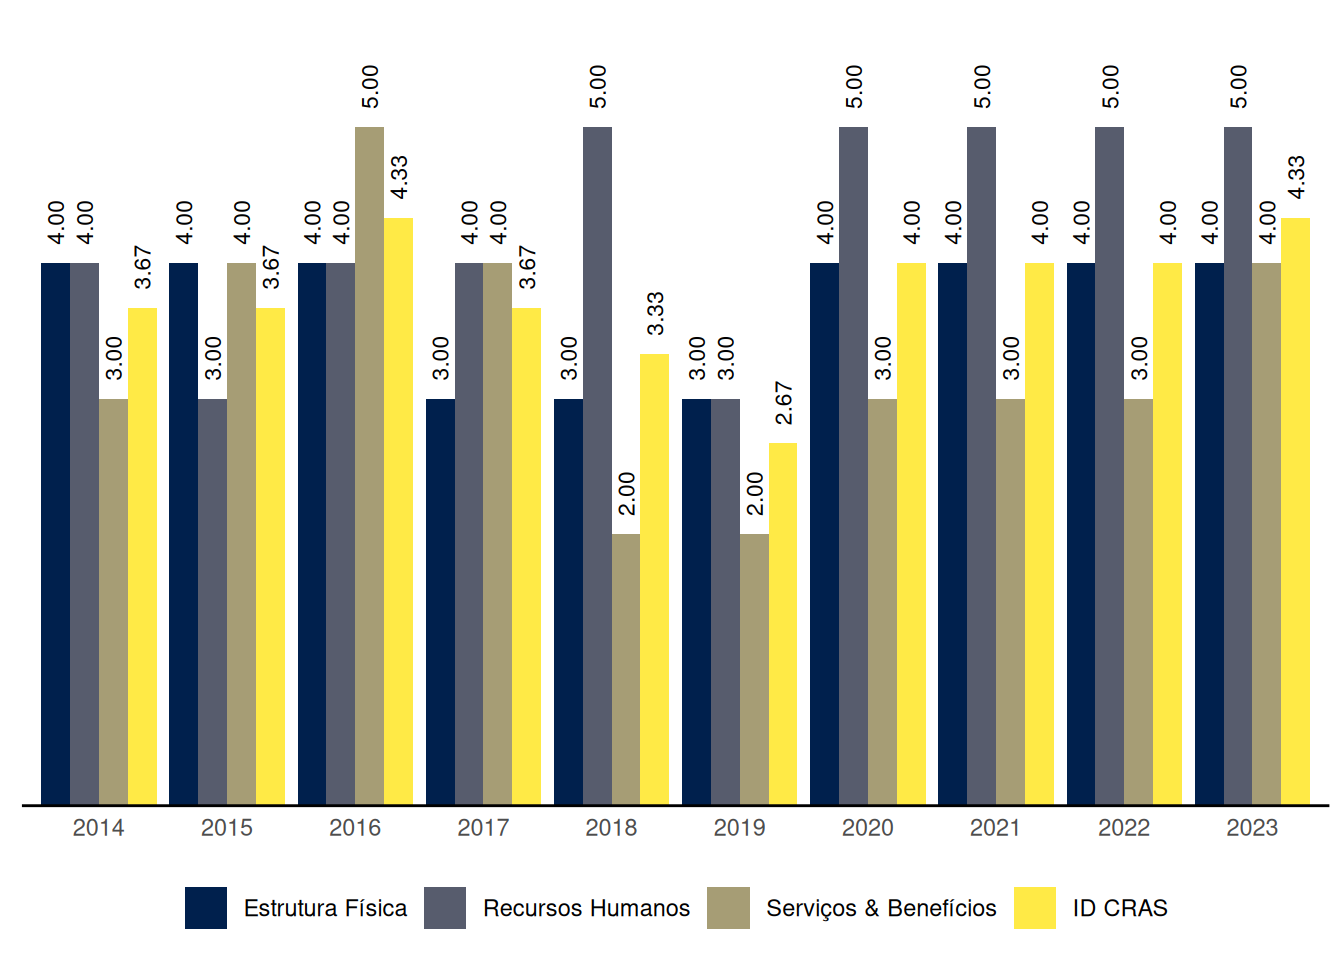 4.00 4.00 3.00 3.67 4.00 3.00 4.00 3.67 4.00 4.00 5.00 4.33 3.00 4.00 4.00 3.67 3.00 5.00 2.00 3.33 3.00 3.00 2.00 2.67 4.00 5.00 3.00 4.00 4.00 5.00 3.00 4.00 4.00 5.00 3.00 4.00 4.00 5.00 4.00 4.33
2014 2015 2016 2017 2018 2019 2020 2021 2022 2023
Estrutura Física Recursos Humanos Serviços & Benefícios ID CRAS